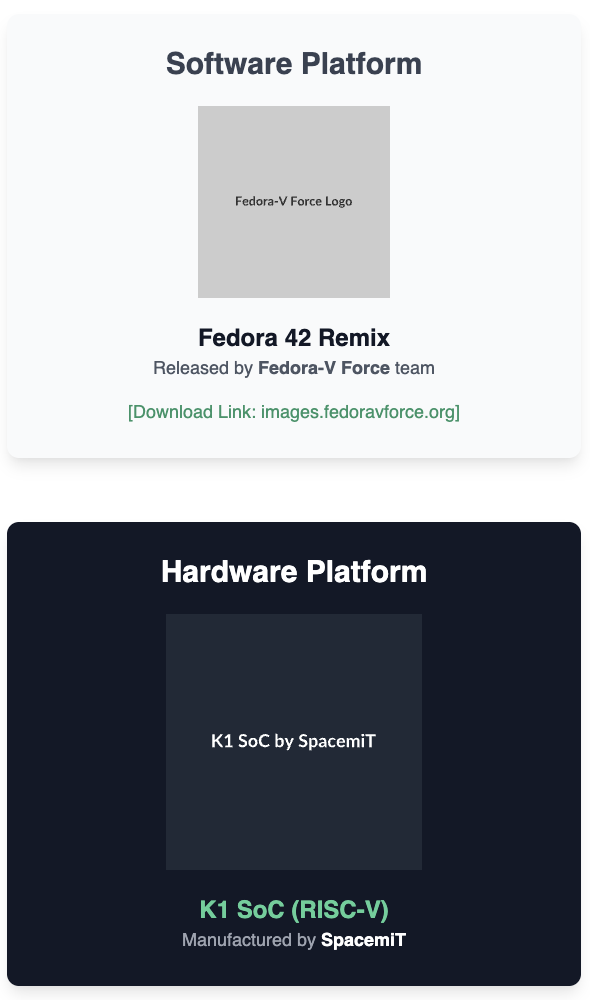 Software Platform
Fedora-V Force Logo
Fedora 42 Remix
Released by Fedora-V Force team
[Download Link: images.fedoravforce.org]
Hardware Platform
K1 SoC by SpacemiT
K1 SoC (RISC-V)
Manufactured by SpacemiT